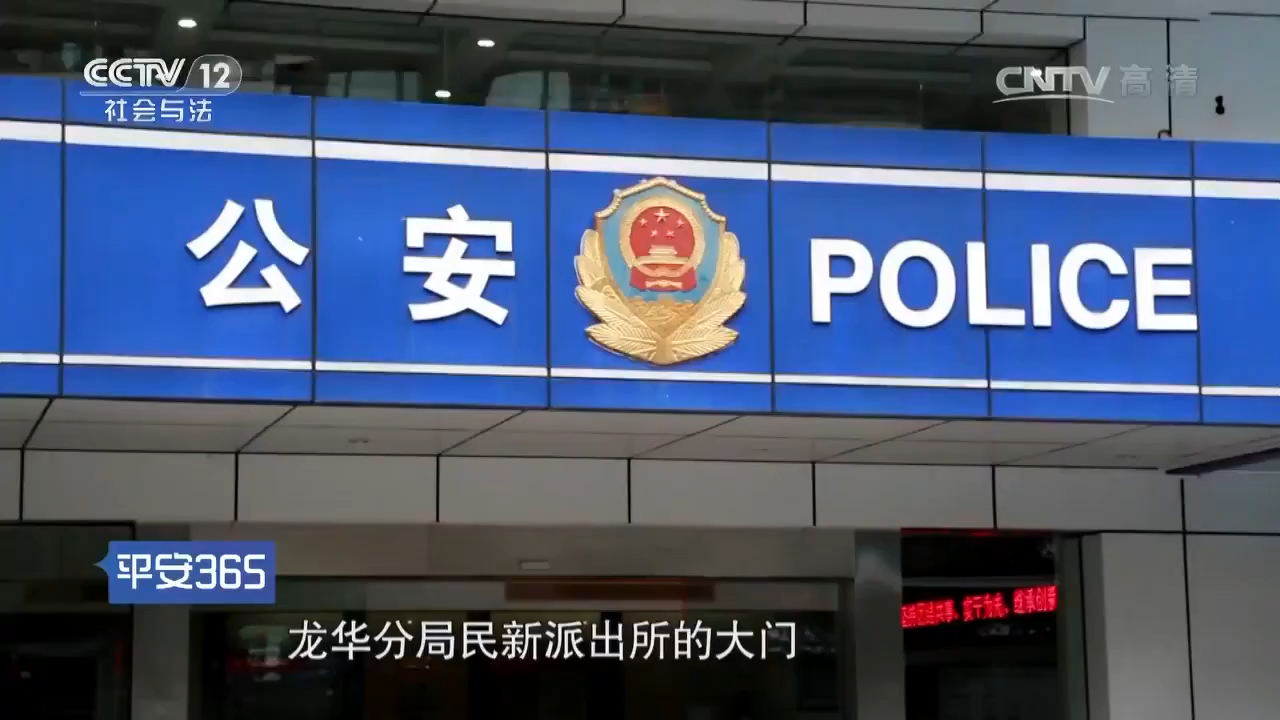 CCTV 12
社会与法
CNTV 高清
公安 POLICE
平安365
龙华分局民新派出所的大门